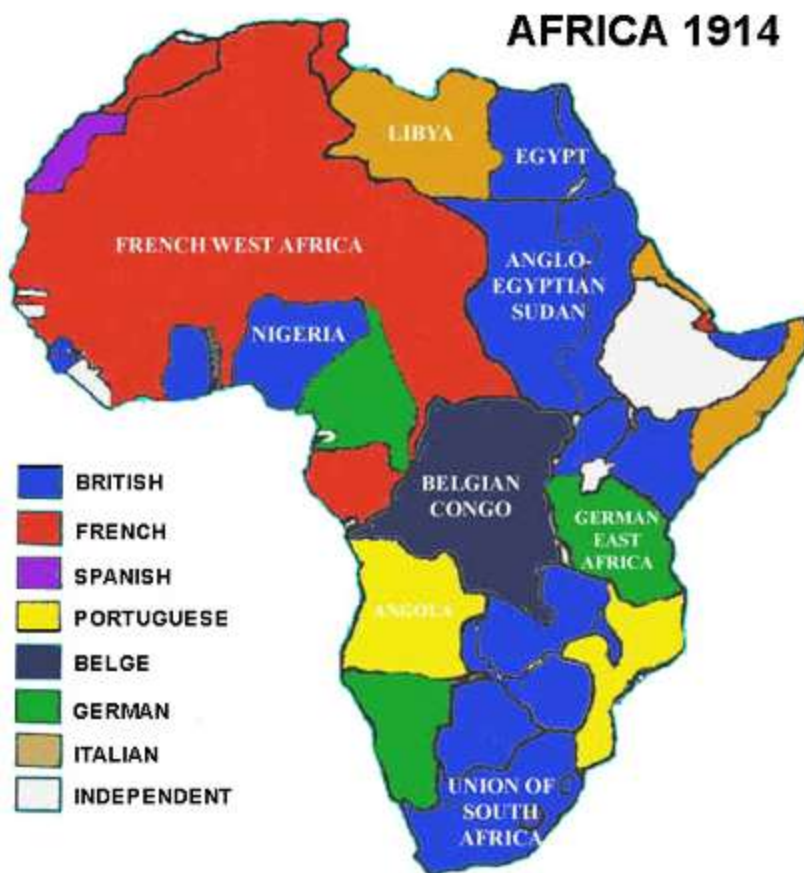 AFRICA 1914
LIBYA
EGYPT
FRENCH WEST AFRICA
ANGLO-
EGYPTIAN
SUDAN
NIGERIA
BELGIAN
CONGO
GERMAN
EAST
AFRICA
ANGOLA
UNION OF
SOUTH
AFRICA
BRITISH
FRENCH
SPANISH
PORTUGUESE
BELGE
GERMAN
ITALIAN
INDEPENDENT